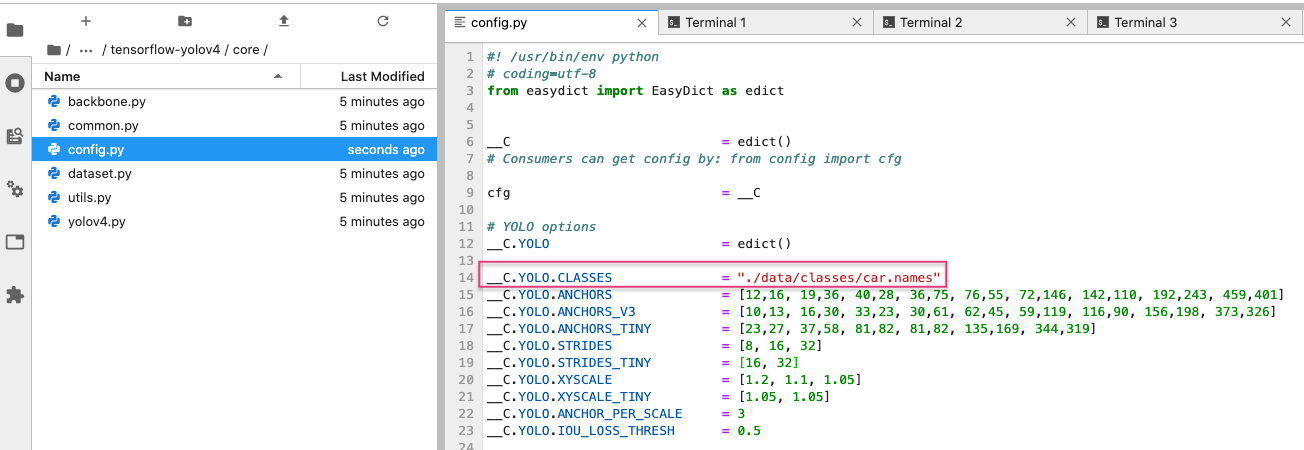 config.py
Terminal 1
Terminal 2
Terminal 3
/ … / tensorflow-yolov4 / core /
Name Last Modified
backbone.py 5 minutes ago
common.py 5 minutes ago
config.py seconds ago
dataset.py 5 minutes ago
utils.py 5 minutes ago
yolov4.py 5 minutes ago
1 #! /usr/bin/env python
2 # coding=utf-8
3 from easydict import EasyDict as edict
4
5
6 __C = edict()
7 # Consumers can get config by: from config import cfg
8
9 cfg = __C
10
11 # YOLO options
12 __C.YOLO = edict()
13
14 __C.YOLO.CLASSES = "./data/classes/car.names"
15 __C.YOLO.ANCHORS = [12,16, 19,36, 40,28, 36,75, 76,55, 72,146, 142,110, 192,243, 459,401]
16 __C.YOLO.ANCHORS_V3 = [10,13, 16,30, 33,23, 30,61, 62,45, 59,119, 116,90, 156,198, 373,326]
17 __C.YOLO.ANCHORS_TINY = [23,27, 37,58, 81,82, 81,82, 135,169, 344,319]
18 __C.YOLO.STRIDES = [8, 16, 32]
19 __C.YOLO.STRIDES_TINY = [16, 32]
20 __C.YOLO.XYSCALE = [1.2, 1.1, 1.05]
21 __C.YOLO.XYSCALE_TINY = [1.05, 1.05]
22 __C.YOLO.ANCHOR_PER_SCALE = 3
23 __C.YOLO.IOU_LOSS_THRESH = 0.5
24